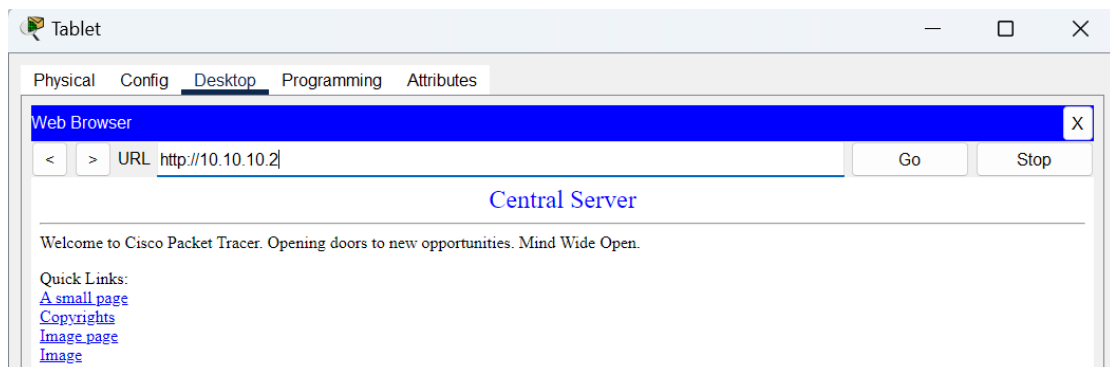 Tablet
Physical Config Desktop Programming Attributes
Web Browser X
< > URL http://10.10.10.2 Go Stop
Central Server
Welcome to Cisco Packet Tracer. Opening doors to new opportunities. Mind Wide Open.
Quick Links:
A small page
Copyrights
Image page
Image